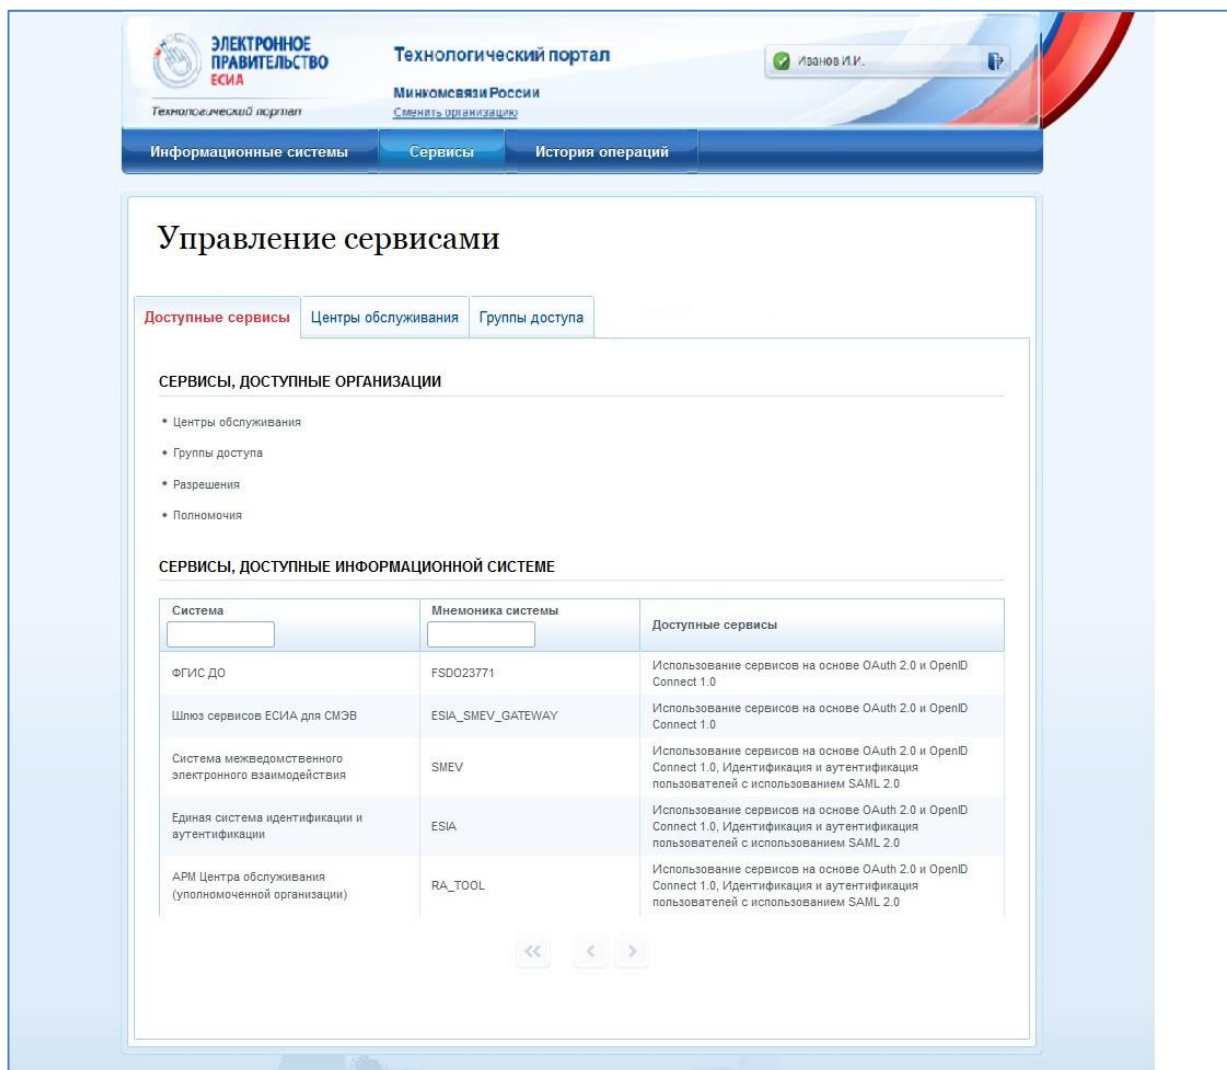 ЭЛЕКТРОННОЕ
ПРАВИТЕЛЬСТВО
ЕСИА
Технологический портал
Технологический портал
Минкомсвязи России
Сменить организацию
Иванов И.И.
Информационные системы
Сервисы
История операций
Управление сервисами
Доступные сервисы
Центры обслуживания
Группы доступа
СЕРВИСЫ, ДОСТУПНЫЕ ОРГАНИЗАЦИИ
• Центры обслуживания
• Группы доступа
• Разрешения
• Полномочия
СЕРВИСЫ, ДОСТУПНЫЕ ИНФОРМАЦИОННОЙ СИСТЕМЕ
Система
Мнемоника системы
Доступные сервисы
ФГИС ДО
FSDO23771
Использование сервисов на основе OAuth 2.0 и OpenID
Connect 1.0
Шлюз сервисов ЕСИА для СМЭВ
ESIA_SMEV_GATEWAY
Использование сервисов на основе OAuth 2.0 и OpenID
Connect 1.0
Система межведомственного
электронного взаимодействия
SMEV
Использование сервисов на основе OAuth 2.0 и OpenID
Connect 1.0, Идентификация и аутентификация
пользователей с использованием SAML 2.0
Единая система идентификации и
аутентификации
ESIA
Использование сервисов на основе OAuth 2.0 и OpenID
Connect 1.0, Идентификация и аутентификация
пользователей с использованием SAML 2.0
АРМ Центра обслуживания
(уполномоченной организации)
RA_TOOL
Использование сервисов на основе OAuth 2.0 и OpenID
Connect 1.0, Идентификация и аутентификация
пользователей с использованием SAML 2.0